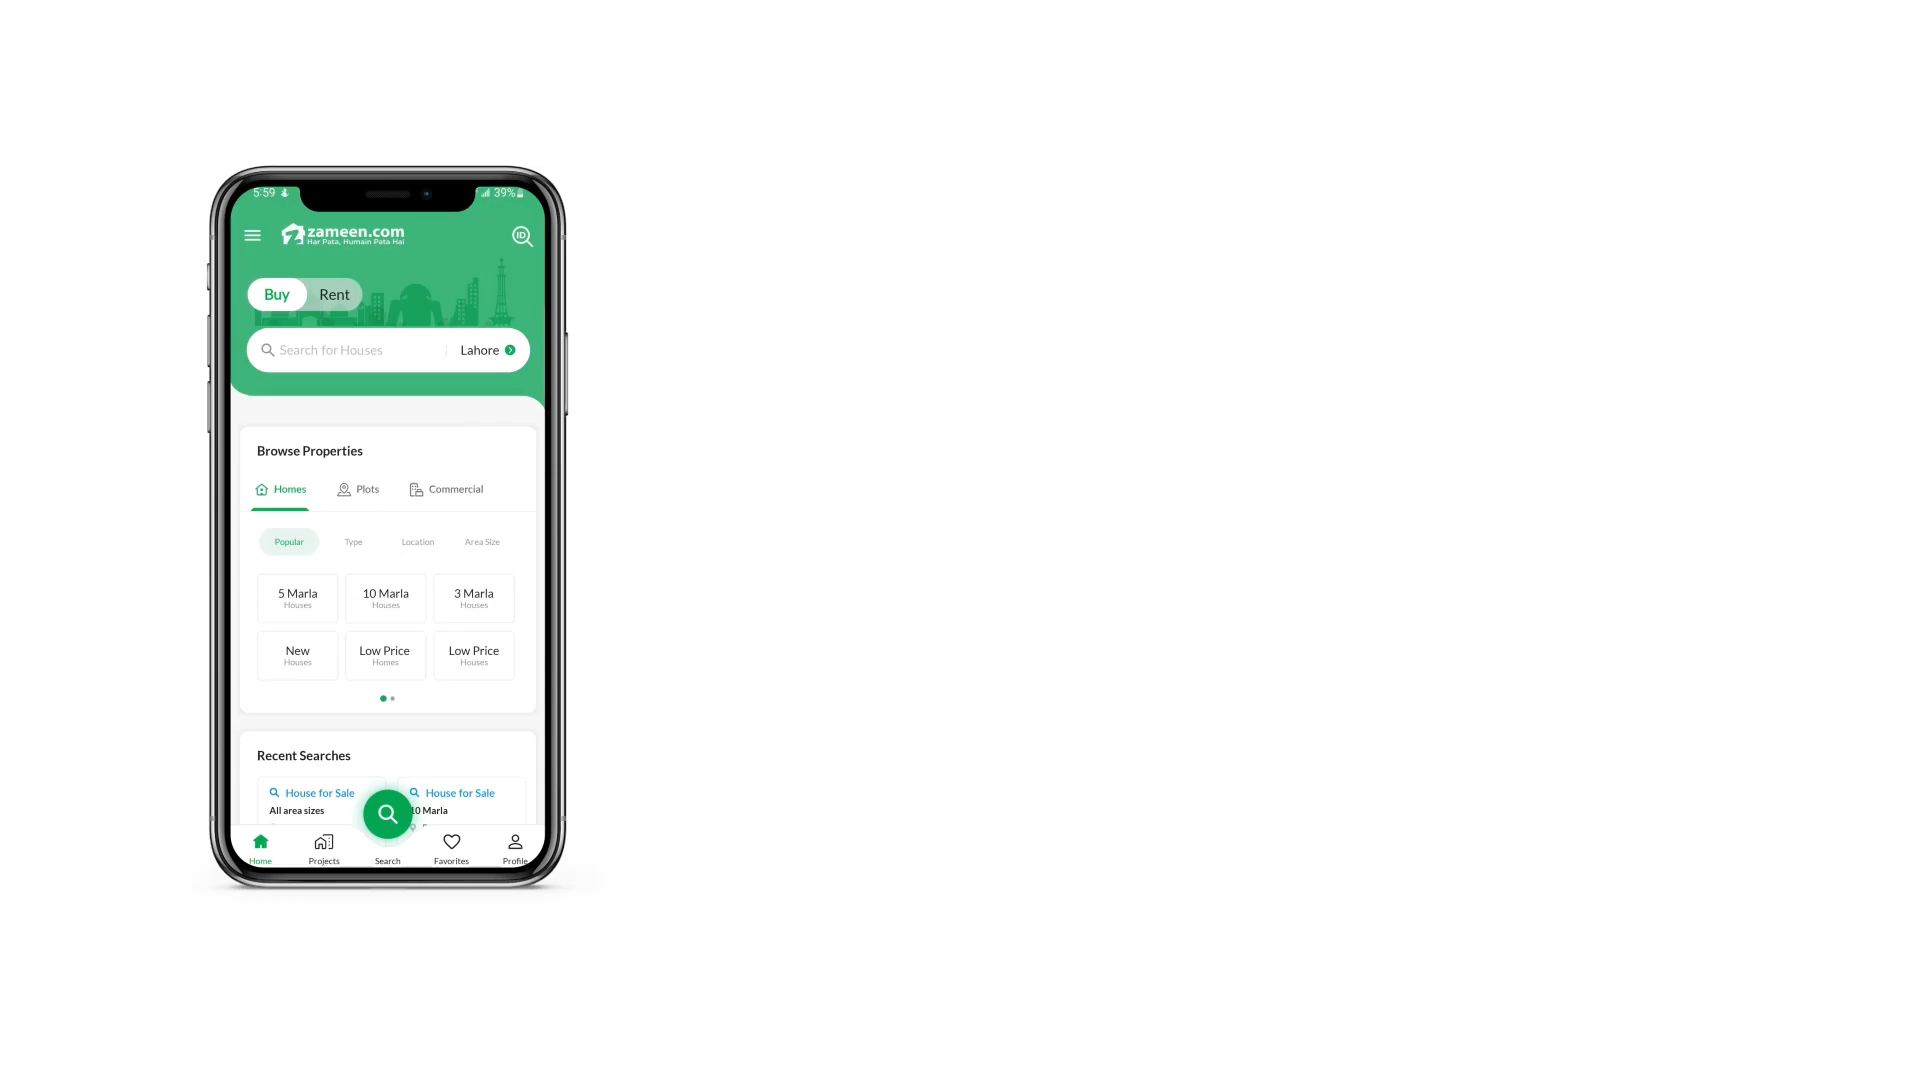 5:59
39%
zameen.com
Har Pata, Humain Pata Hai
ID
Buy Rent
Search for Houses Lahore
Browse Properties
Homes Plots Commercial
Popular Type Location Area Size
5 Marla 10 Marla 3 Marla
Houses Houses Houses
New Low Price Low Price
Houses Homes Houses
Recent Searches
House for Sale House for Sale
All area sizes 10 Marla
Home Projects Search Favorites Profile